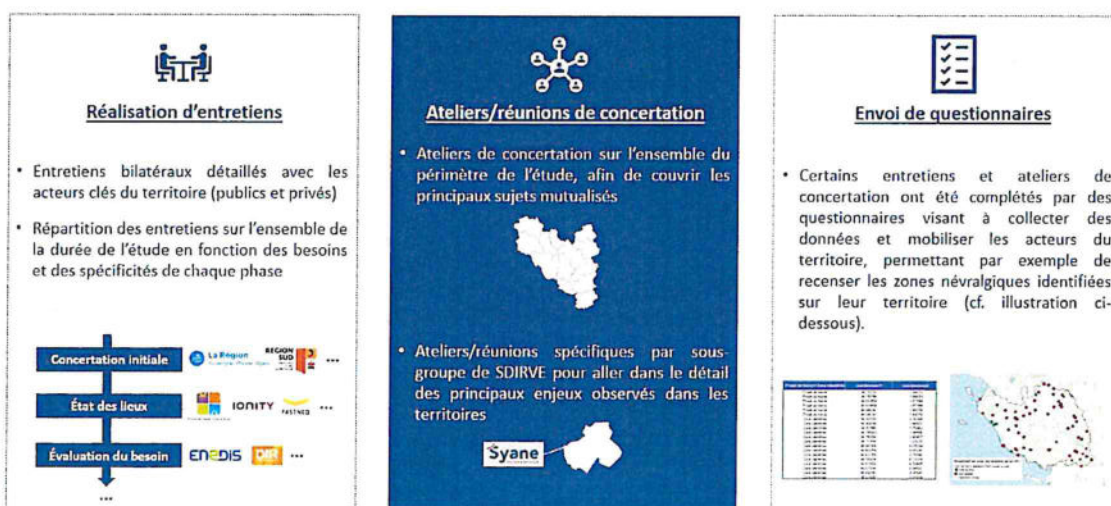 Réalisation d'entretiens
• Entretiens bilatéraux détaillés avec les
acteurs clés du territoire (publics et privés)
• Répartition des entretiens sur l'ensemble de
la durée de l'étude en fonction des besoins
et des spécificités de chaque phase
Concertation initiale
La Région
REGION
SUD
...
État des lieux
IONITY
FASTNED
...
Évaluation du besoin
ENEDIS
DIR
...
...
Ateliers/réunions de concertation
• Ateliers de concertation sur l'ensemble du
périmètre de l'étude, afin de couvrir les
principaux sujets mutualisés
• Ateliers/réunions spécifiques par sous-
groupe de SDIRVE pour aller dans le détail
des principaux enjeux observés dans les
territoires
Syane
Envoi de questionnaires
• Certains entretiens et ateliers de
concertation ont été complétés par des
questionnaires visant à collecter des
données et mobiliser les acteurs du
territoire, permettant par exemple de
recenser les zones névralgiques identifiées
sur leur territoire (cf. illustration ci-
dessous).